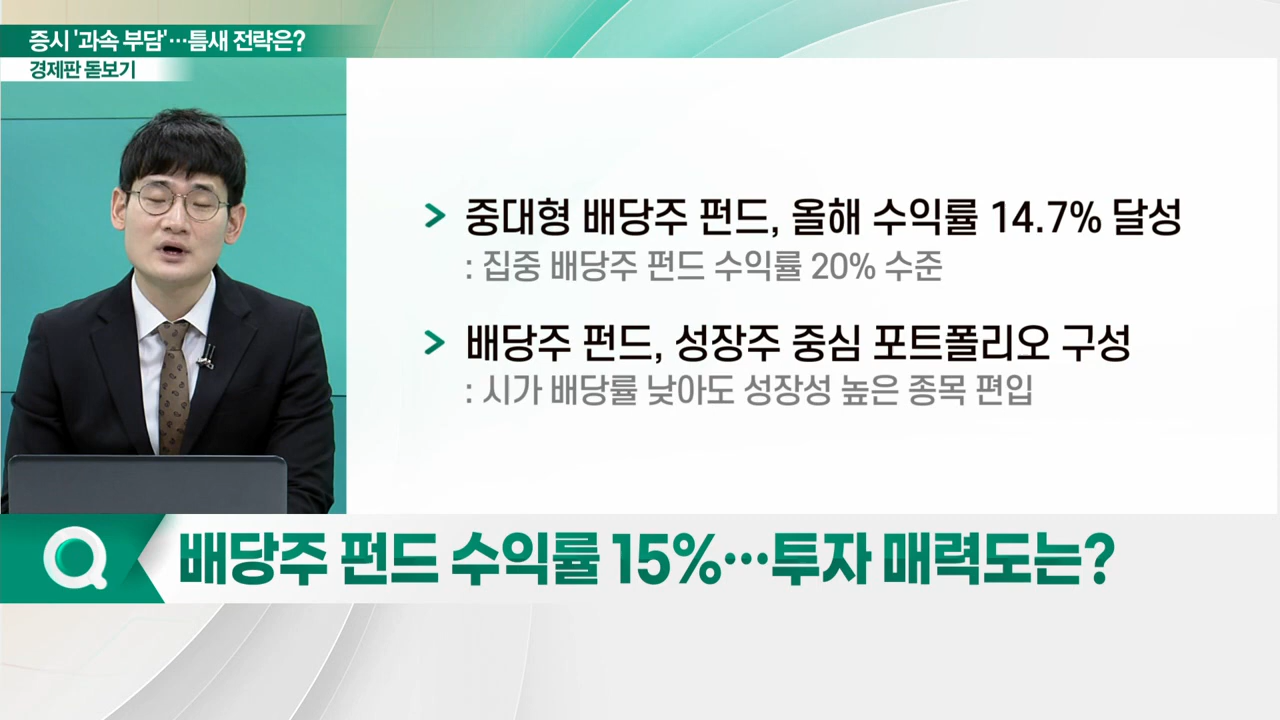 증시 '과속 부담'…틈새 전략은?
경제판 돋보기
중대형 배당주 펀드, 올해 수익률 14.7% 달성
: 집중 배당주 펀드 수익률 20% 수준
배당주 펀드, 성장주 중심 포트폴리오 구성
: 시가 배당률 낮아도 성장성 높은 종목 편입
배당주 펀드 수익률 15%…투자 매력도는?